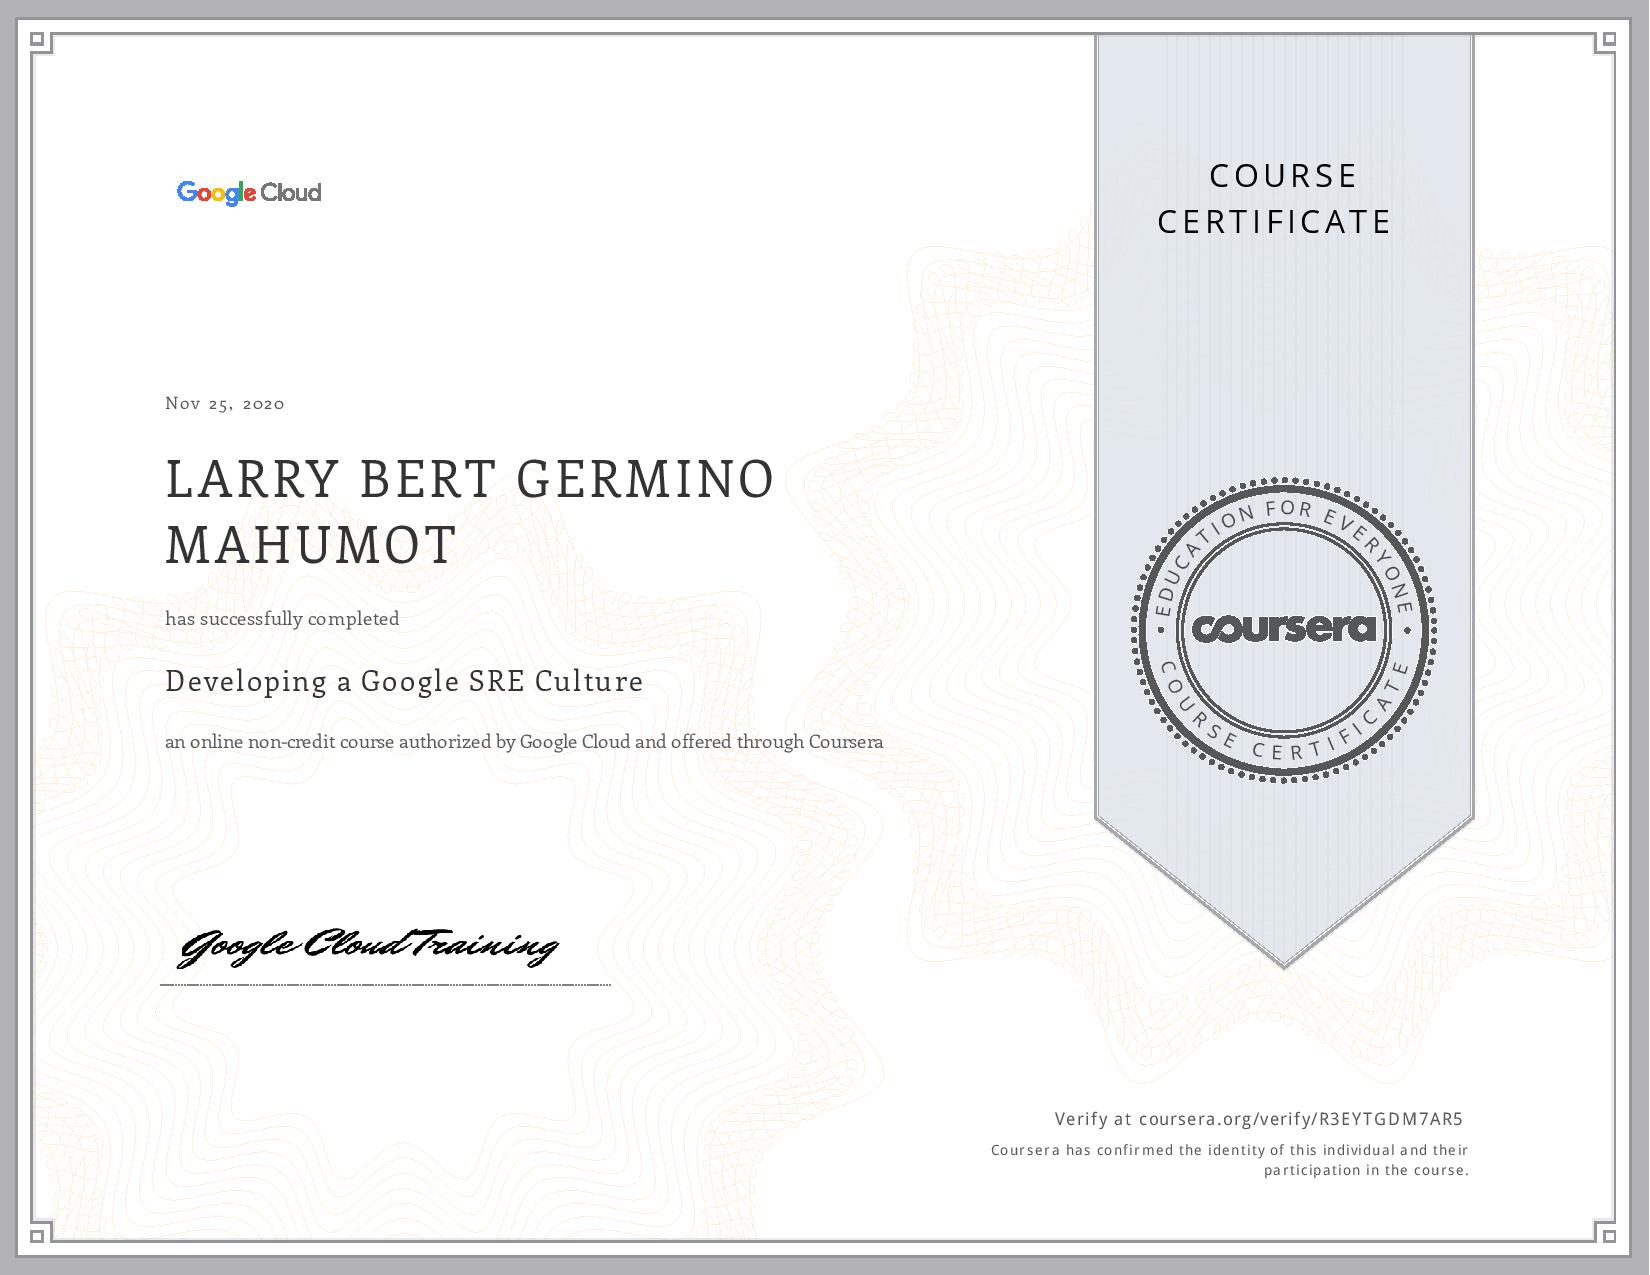 Google Cloud
COURSE
CERTIFICATE
Nov 25, 2020
LARRY BERT GERMINO
MAHUMOT
has successfully completed
Developing a Google SRE Culture
an online non-credit course authorized by Google Cloud and offered through Coursera
EDUCATION FOR EVERYONE
coursera
COURSE CERTIFICATE
Google Cloud Training
Verify at coursera.org/verify/R3EYTGDM7AR5
Coursera has confirmed the identity of this individual and their
participation in the course.